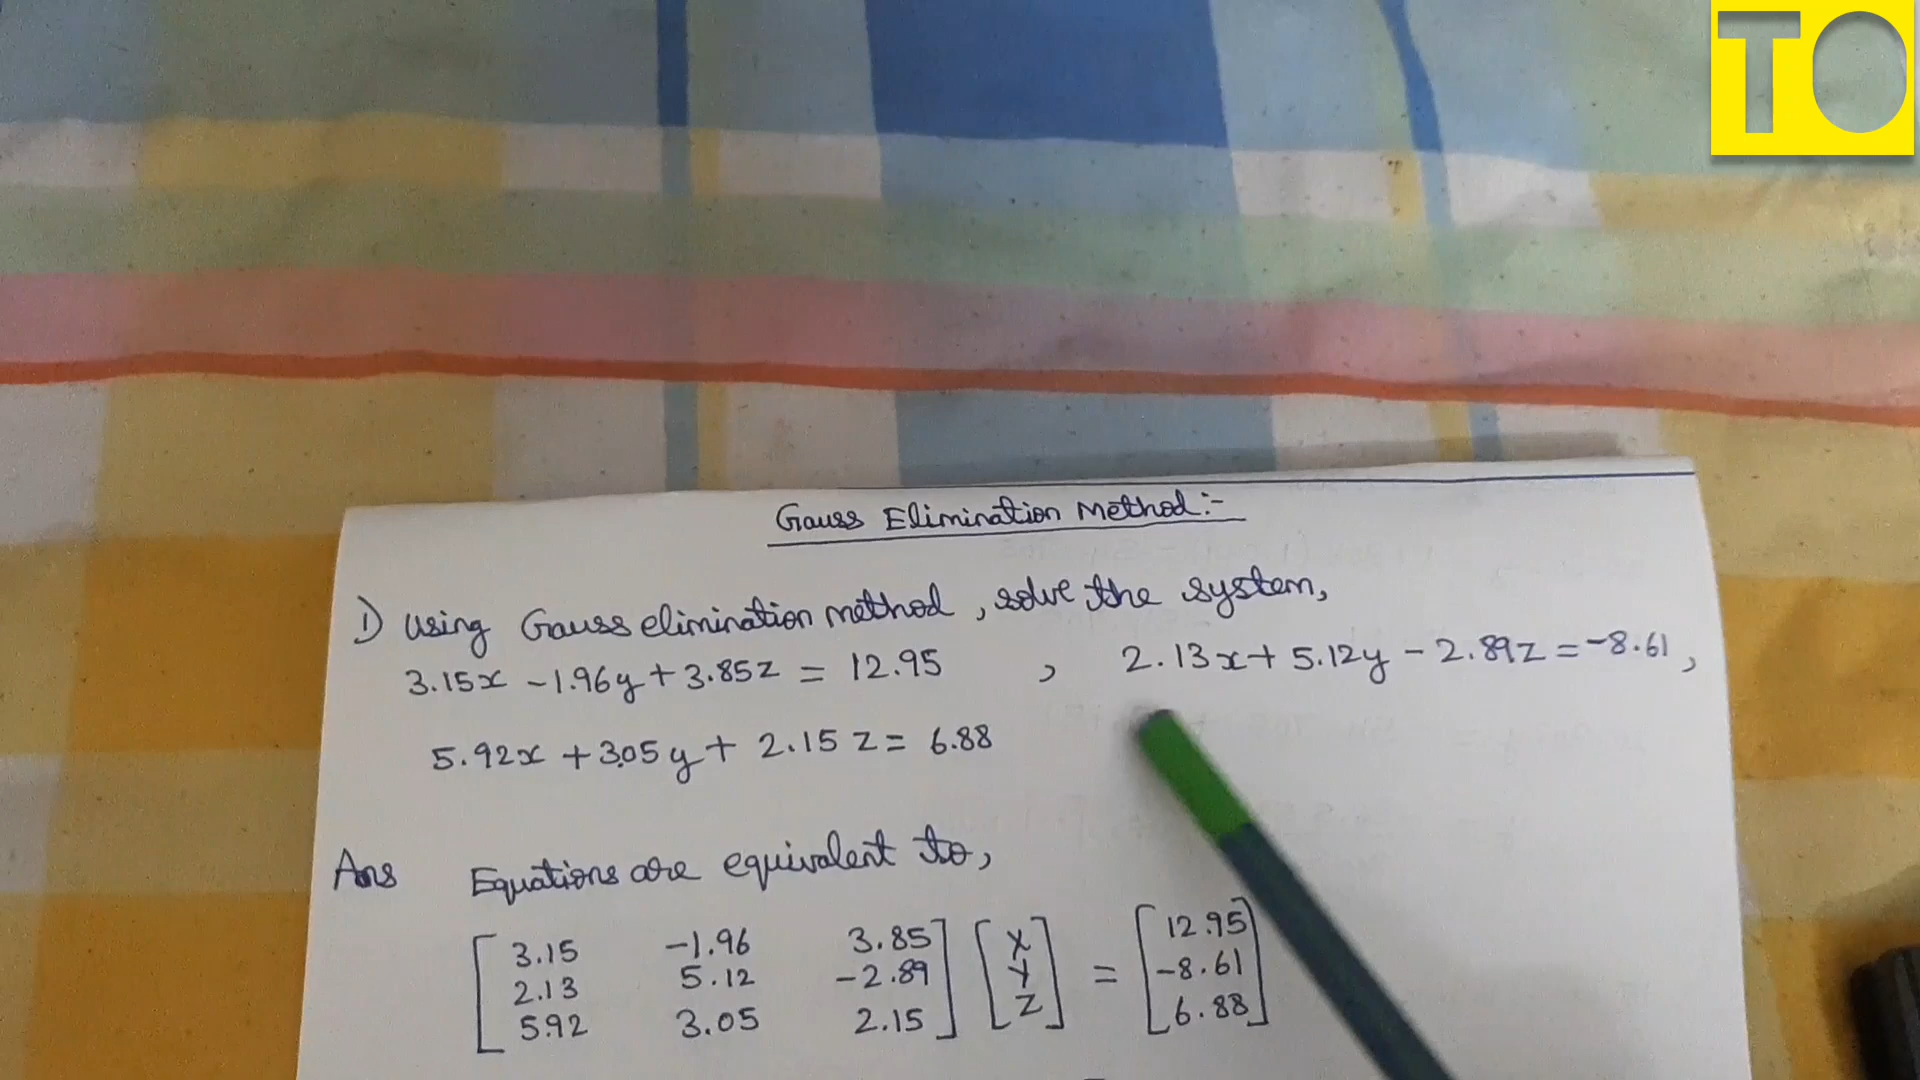 TO
Gauss Elimination Method:-
1) Using Gauss elimination method, solve the system,
3.15x - 1.96y + 3.85z = 12.95 , 2.13x + 5.12y - 2.89z = -8.61,
5.92x + 3.05y + 2.15z = 6.88
Ans Equations are equivalent to,
[3.15 -1.96 3.85] [X] = [12.95]
[2.13 5.12 -2.89] [Y] [-8.61]
[5.92 3.05 2.15] [Z] [6.88]